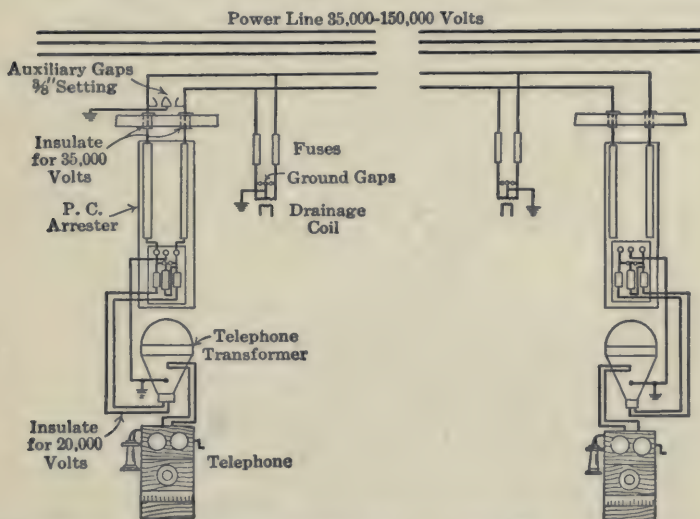 Power Line 35,000-150,000 Volts
Auxiliary Gaps
⅜" Setting
Insulate
for 35,000
Volts
P. C.
Arrester
Fuses
Ground Gaps
Drainage
Coil
Telephone
Transformer
Insulate
for 20,000
Volts
Telephone